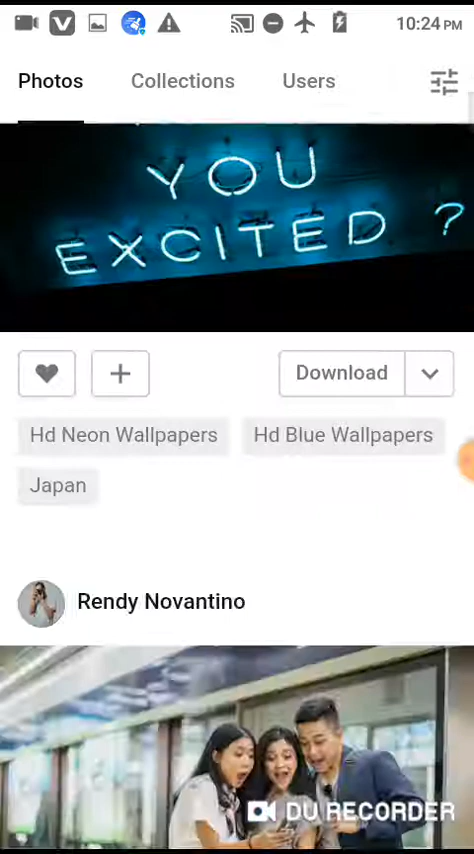 10:24 PM
Photos Collections Users
YOU
EXCITED ?
Download
Hd Neon Wallpapers Hd Blue Wallpapers
Japan
Rendy Novantino
DU RECORDER